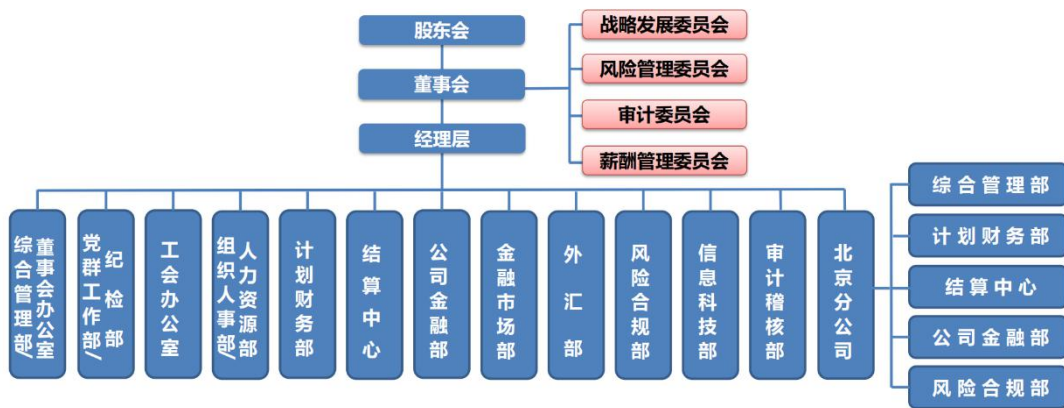 股东会
董事会
经理层
战略发展委员会
风险管理委员会
审计委员会
薪酬管理委员会
综合管理部/
董事会办公室
党群工作部/
纪检部
工会办公室
组织人事部/
人力资源部
计划财务部
结算中心
公司金融部
金融市场部
外汇部
风险合规部
信息科技部
审计稽核部
北京分公司
综合管理部
计划财务部
结算中心
公司金融部
风险合规部